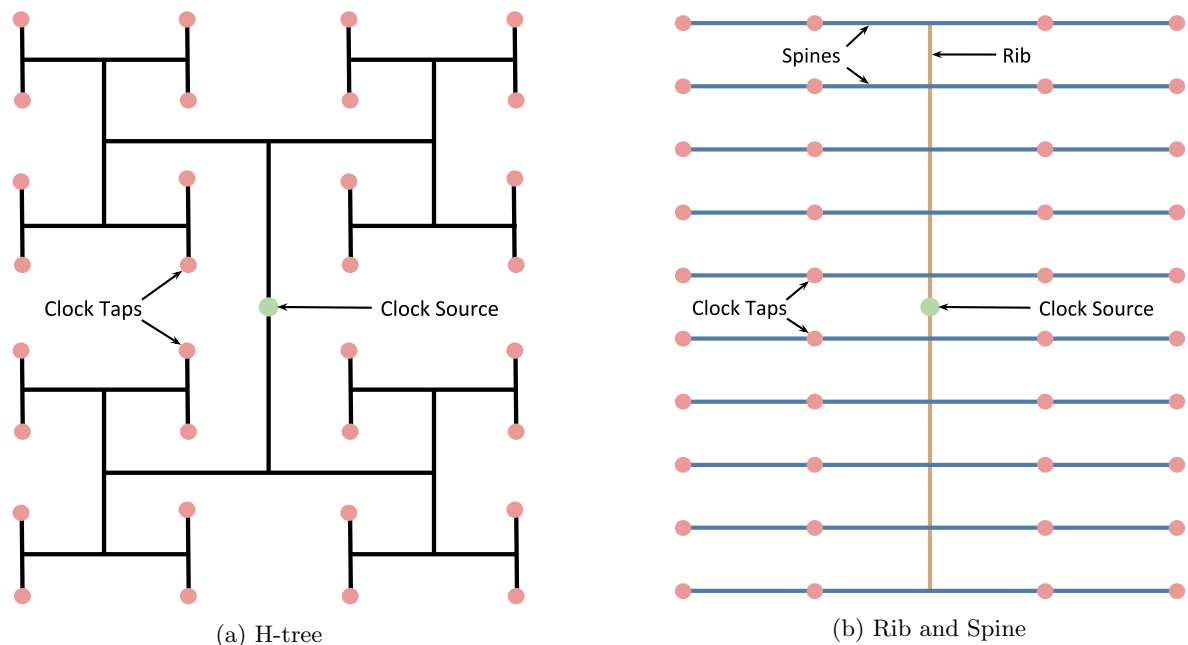 Clock Taps
Clock Source
(a) H-tree
Spines
Rib
Clock Taps
Clock Source
(b) Rib and Spine